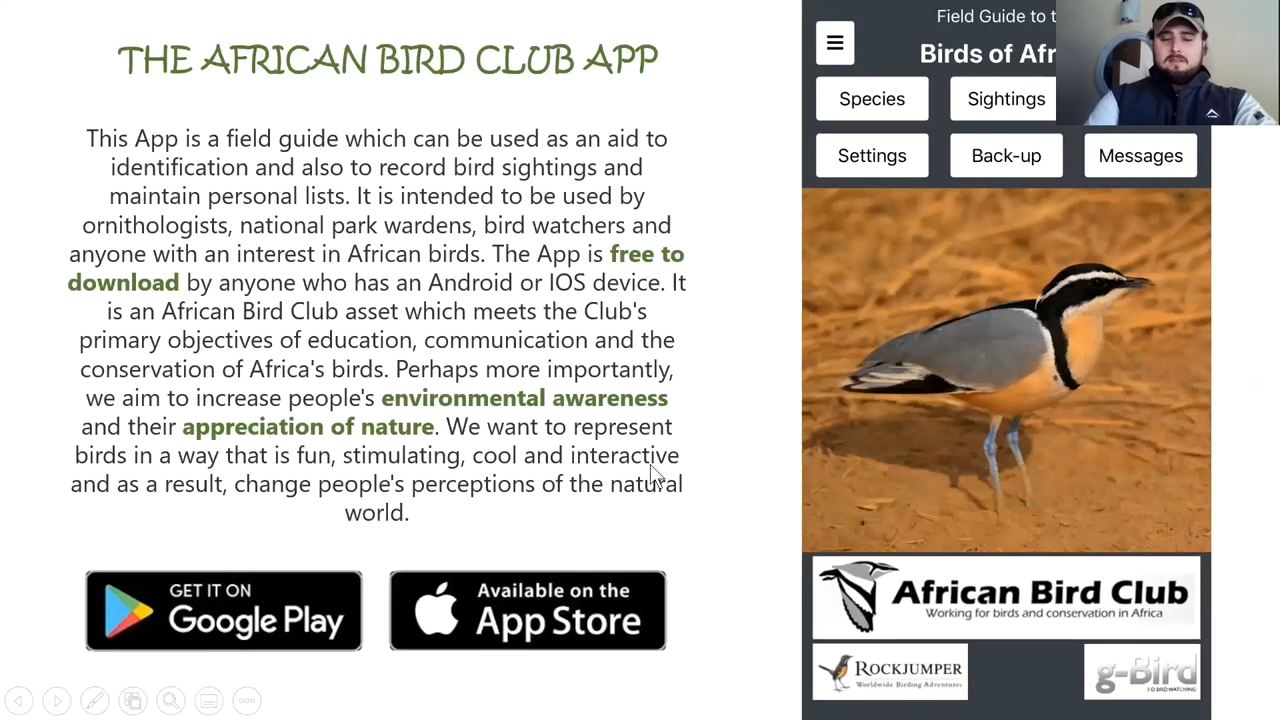 THE AFRICAN BIRD CLUB APP
This App is a field guide which can be used as an aid to
identification and also to record bird sightings and
maintain personal lists. It is intended to be used by
ornithologists, national park wardens, bird watchers and
anyone with an interest in African birds. The App is free to
download by anyone who has an Android or IOS device. It
is an African Bird Club asset which meets the Club's
primary objectives of education, communication and the
conservation of Africa's birds. Perhaps more importantly,
we aim to increase people's environmental awareness
and their appreciation of nature. We want to represent
birds in a way that is fun, stimulating, cool and interactive
and as a result, change people's perceptions of the natural
world.
GET IT ON
Google Play
Available on the
App Store
Field Guide to t
Birds of Afr
Species
Sightings
Settings
Back-up
Messages
African Bird Club
Working for birds and conservation in Africa
ROCKJUMPER
Worldwide Birding Adventures
g-Bird
3-D BIRD WATCHING